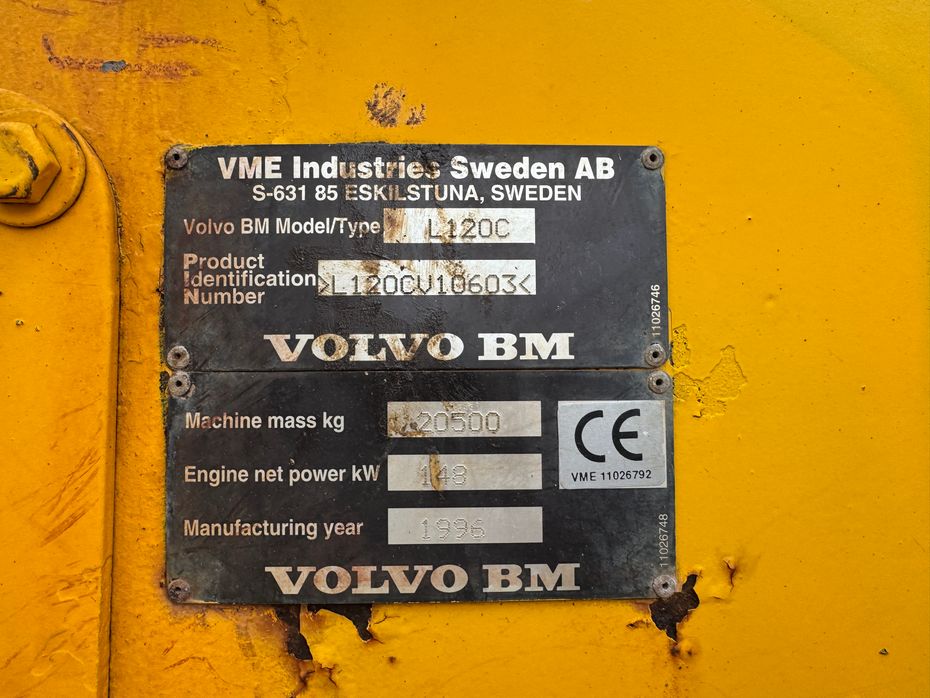 VME Industries Sweden AB
S-631 85 ESKILSTUNA, SWEDEN
Volvo BM Model/Type L120C
Product
Identification
Number
>L120CV10603<
11026746
VOLVO BM
Machine mass kg 20500
CE
VME 11026792
Engine net power kW 148
Manufacturing year 1996
11026748
VOLVO BM